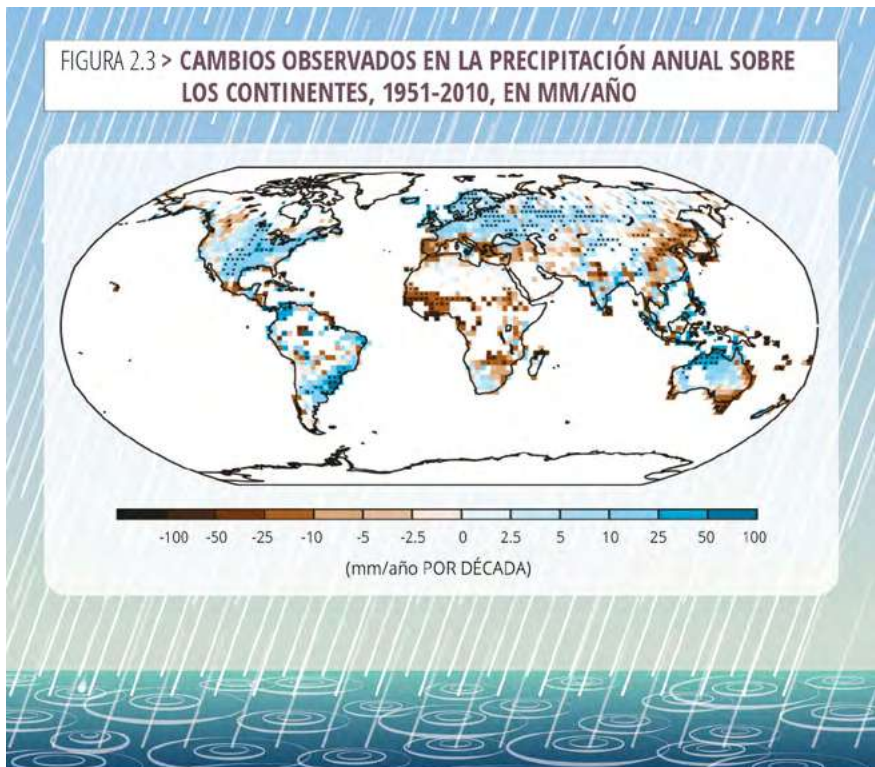 FIGURA 2.3 > CAMBIOS OBSERVADOS EN LA PRECIPITACIÓN ANUAL SOBRE
LOS CONTINENTES, 1951-2010, EN MM/AÑO
-100 -50 -25 -10 -5 -2.5 0 2.5 5 10 25 50 100
(mm/año POR DÉCADA)